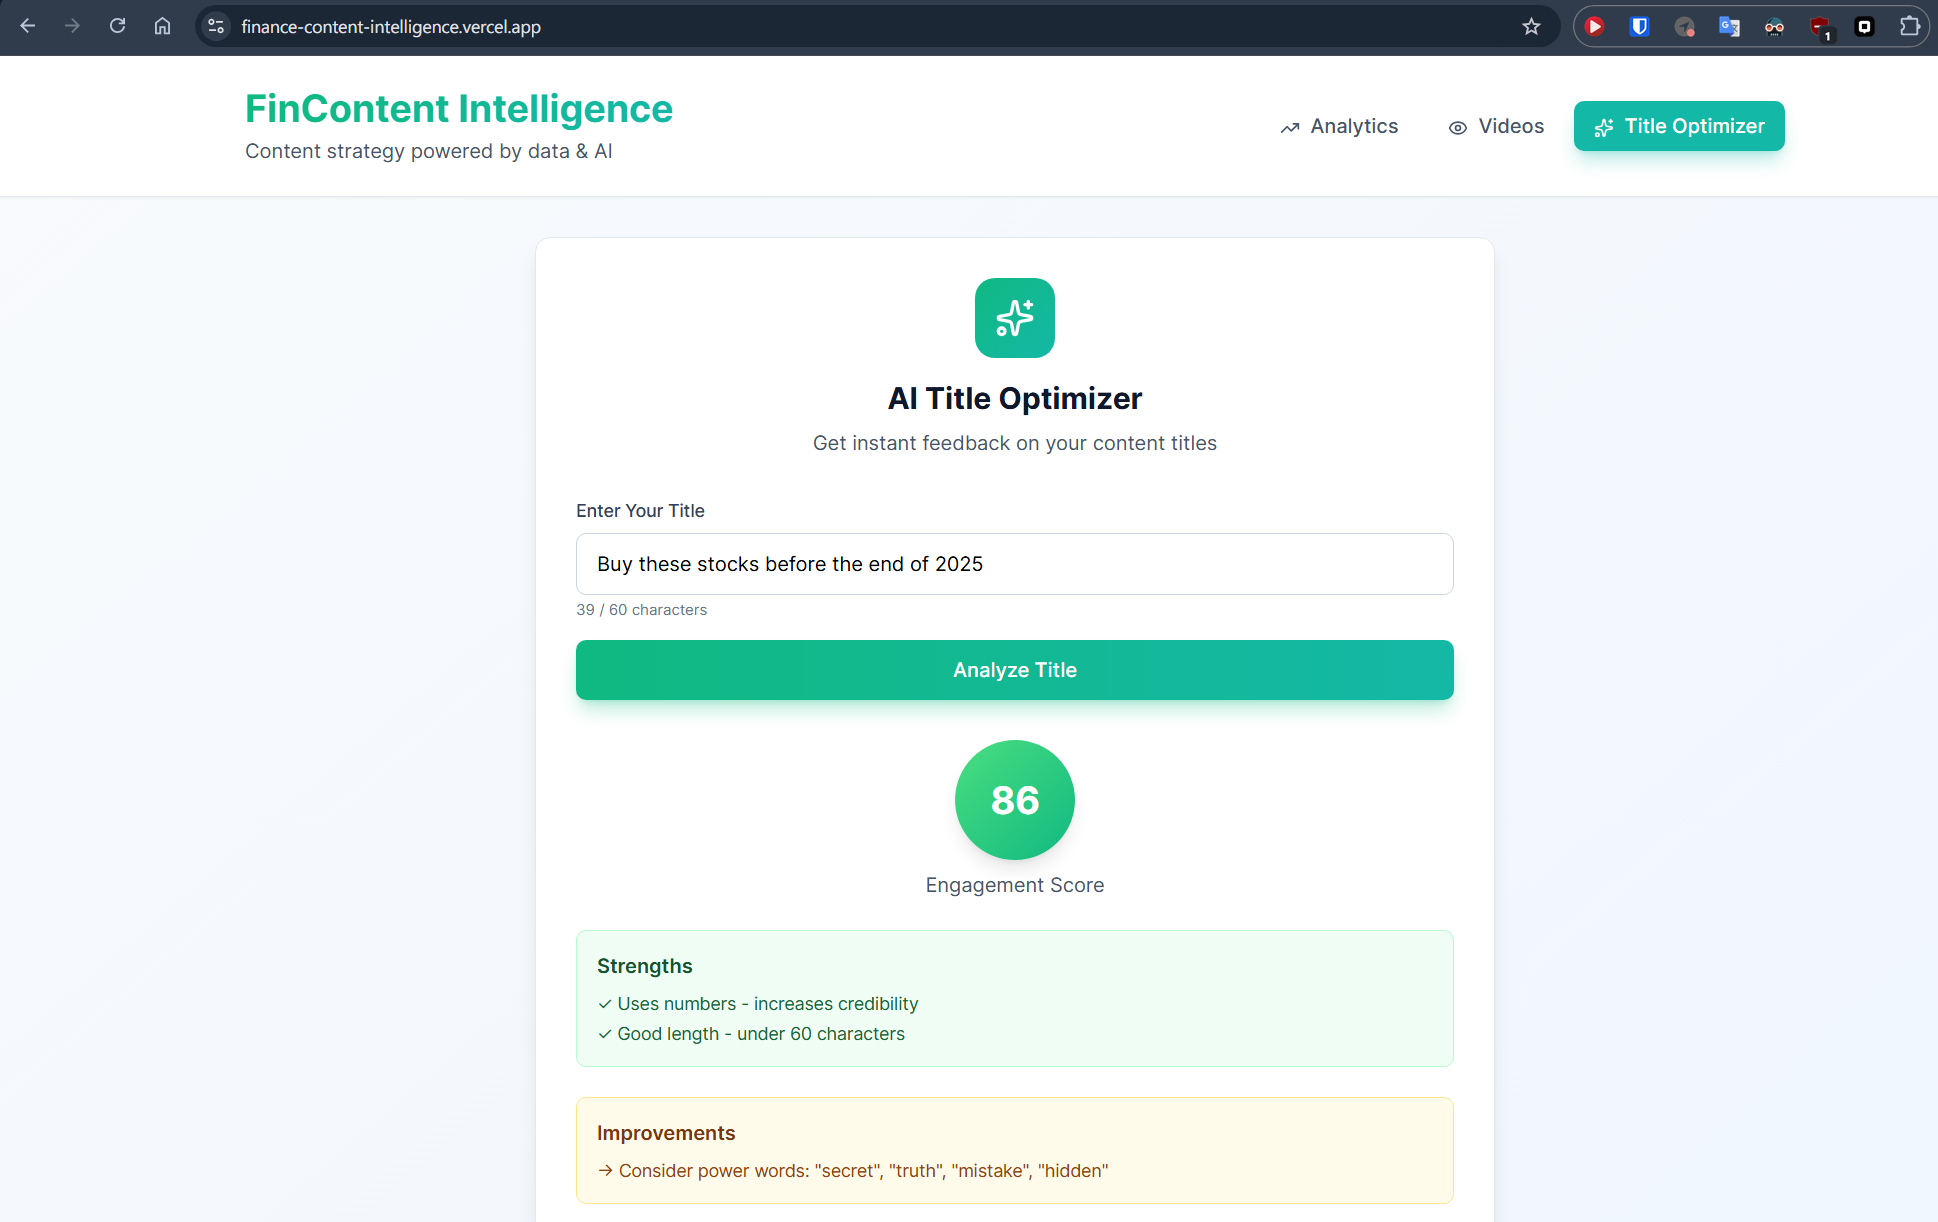 finance-content-intelligence.vercel.app
1
FinContent Intelligence
Content strategy powered by data & AI
Analytics
Videos
Title Optimizer
AI Title Optimizer
Get instant feedback on your content titles
Enter Your Title
Buy these stocks before the end of 2025
39 / 60 characters
Analyze Title
86
Engagement Score
Strengths
✓ Uses numbers - increases credibility
✓ Good length - under 60 characters
Improvements
→ Consider power words: "secret", "truth", "mistake", "hidden"